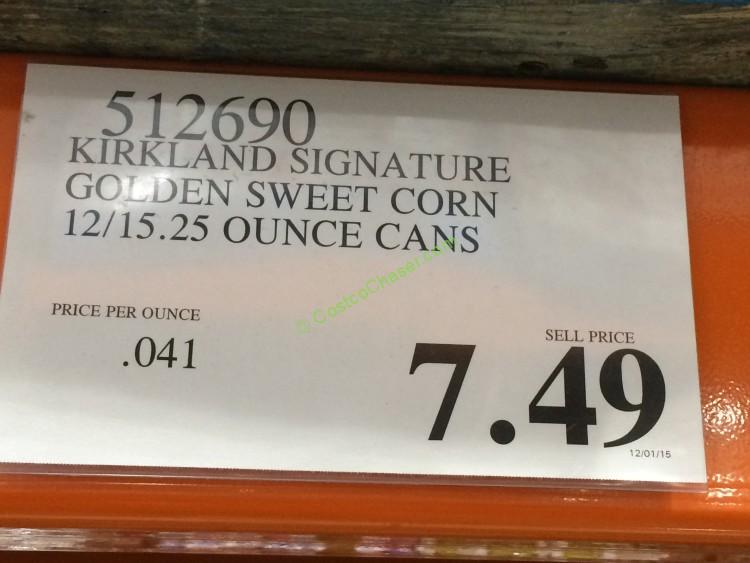 512690
KIRKLAND SIGNATURE
GOLDEN SWEET CORN
12/15.25 OUNCE CANS
© CostcoChaser.com
PRICE PER OUNCE
.041
SELL PRICE
7.49
12/01/15